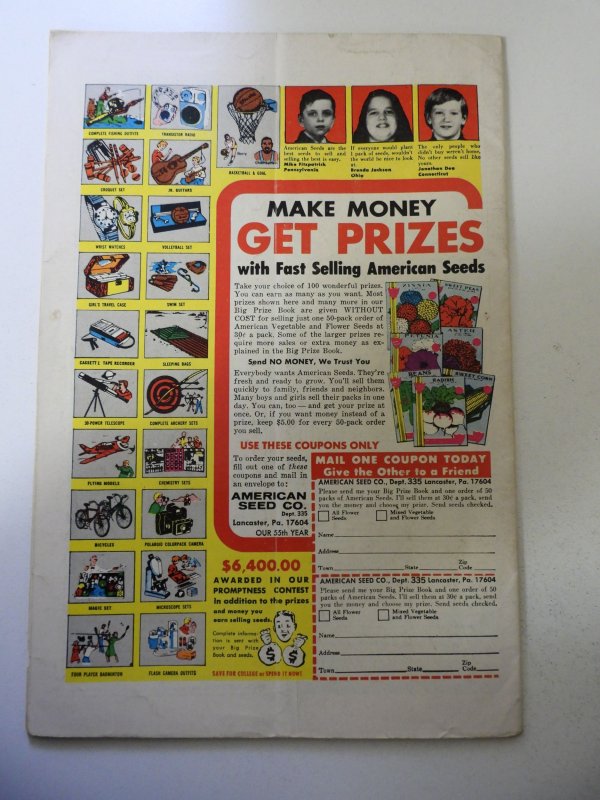 COMPLETE FISHING OUTFITS
TRANSISTOR RADIO
BASKETBALL & GOAL
CROQUET SET
JR. GUITARS
WRIST WATCHES
VOLLEYBALL SET
GIRL'S TRAVEL CASE
SWIM SET
CASSETTE TAPE RECORDER
SLEEPING BAGS
30-POWER TELESCOPE
COMPLETE ARCHERY SETS
FLYING MODELS
CHEMISTRY SETS
BICYCLES
POLAROID COLORPACK CAMERA
MAGIC SET
MICROSCOPE SETS
FOUR PLAYER BADMINTON
FLASH CAMERA OUTFITS
American Seeds are the
best seeds to sell and
selling the best is easy.
Mike Fitzpatrick
Pennsylvania
If everyone would plant
1 pack of seeds, wouldn't
the world be nice to look
at
Brenda Jackson
Ohio
The only people who
didn't buy weren't home.
No other seeds sell like
yours.
Jonathan Dee
Connecticut
MAKE MONEY
GET PRIZES
with Fast Selling American Seeds
Take your choice of 100 wonderful prizes.
You can earn as many as you want. Most
prizes shown here and many more in our
Big Prize Book are given WITHOUT
COST for selling just one 50-pack order of
American Vegetable and Flower Seeds at
30¢ a pack. Some of the larger prizes re-
quire more sales or extra money as ex-
plained in the Big Prize Book.
Send NO MONEY, We Trust You
Everybody wants American Seeds. They're
fresh and ready to grow. You'll sell them
quickly to family, friends and neighbors.
Many boys and girls sell their packs in one
day. You can, too — and get your prize at
once. Or, if you want money instead of a
prize, keep $5.00 for every 50-pack order
you sell.
ZINNIA
SWEET PEAS
PETUNIA
ASTER
BEANS
RADISH
SWEET CORN
USE THESE COUPONS ONLY
To order your seeds,
fill out one of these
coupons and mail in
an envelope to:
AMERICAN
SEED CO.
Dept. 335
Lancaster, Pa. 17604
OUR 55th YEAR
$6,400.00
AWARDED IN OUR
PROMPTNESS CONTEST
In addition to the prizes
and money you
earn selling seeds.
Complete informa-
tion is sent with
your Big Prize
Book and seeds.
$ $
SAVE FOR COLLEGE or SPEND IT NOW!
MAIL ONE COUPON TODAY
Give the Other to a Friend
AMERICAN SEED CO., Dept. 335 Lancaster, Pa. 17604
Please send me your Big Prize Book and one order of 50
packs of American Seeds. I'll sell them at 30¢ a pack, send
you the money and choose my prize. Send seeds checked.
All Flower
Seeds
Mixed Vegetable
and Flower Seeds
Name
Address
Town State Zip Code
AMERICAN SEED CO., Dept. 335 Lancaster, Pa. 17604
Please send me your Big Prize Book and one order of 50
packs of American Seeds. I'll sell them at 30¢ a pack, send
you the money and choose my prize. Send seeds checked.
All Flower
Seeds
Mixed Vegetable
and Flower Seeds
Name
Address
Town State Zip Code